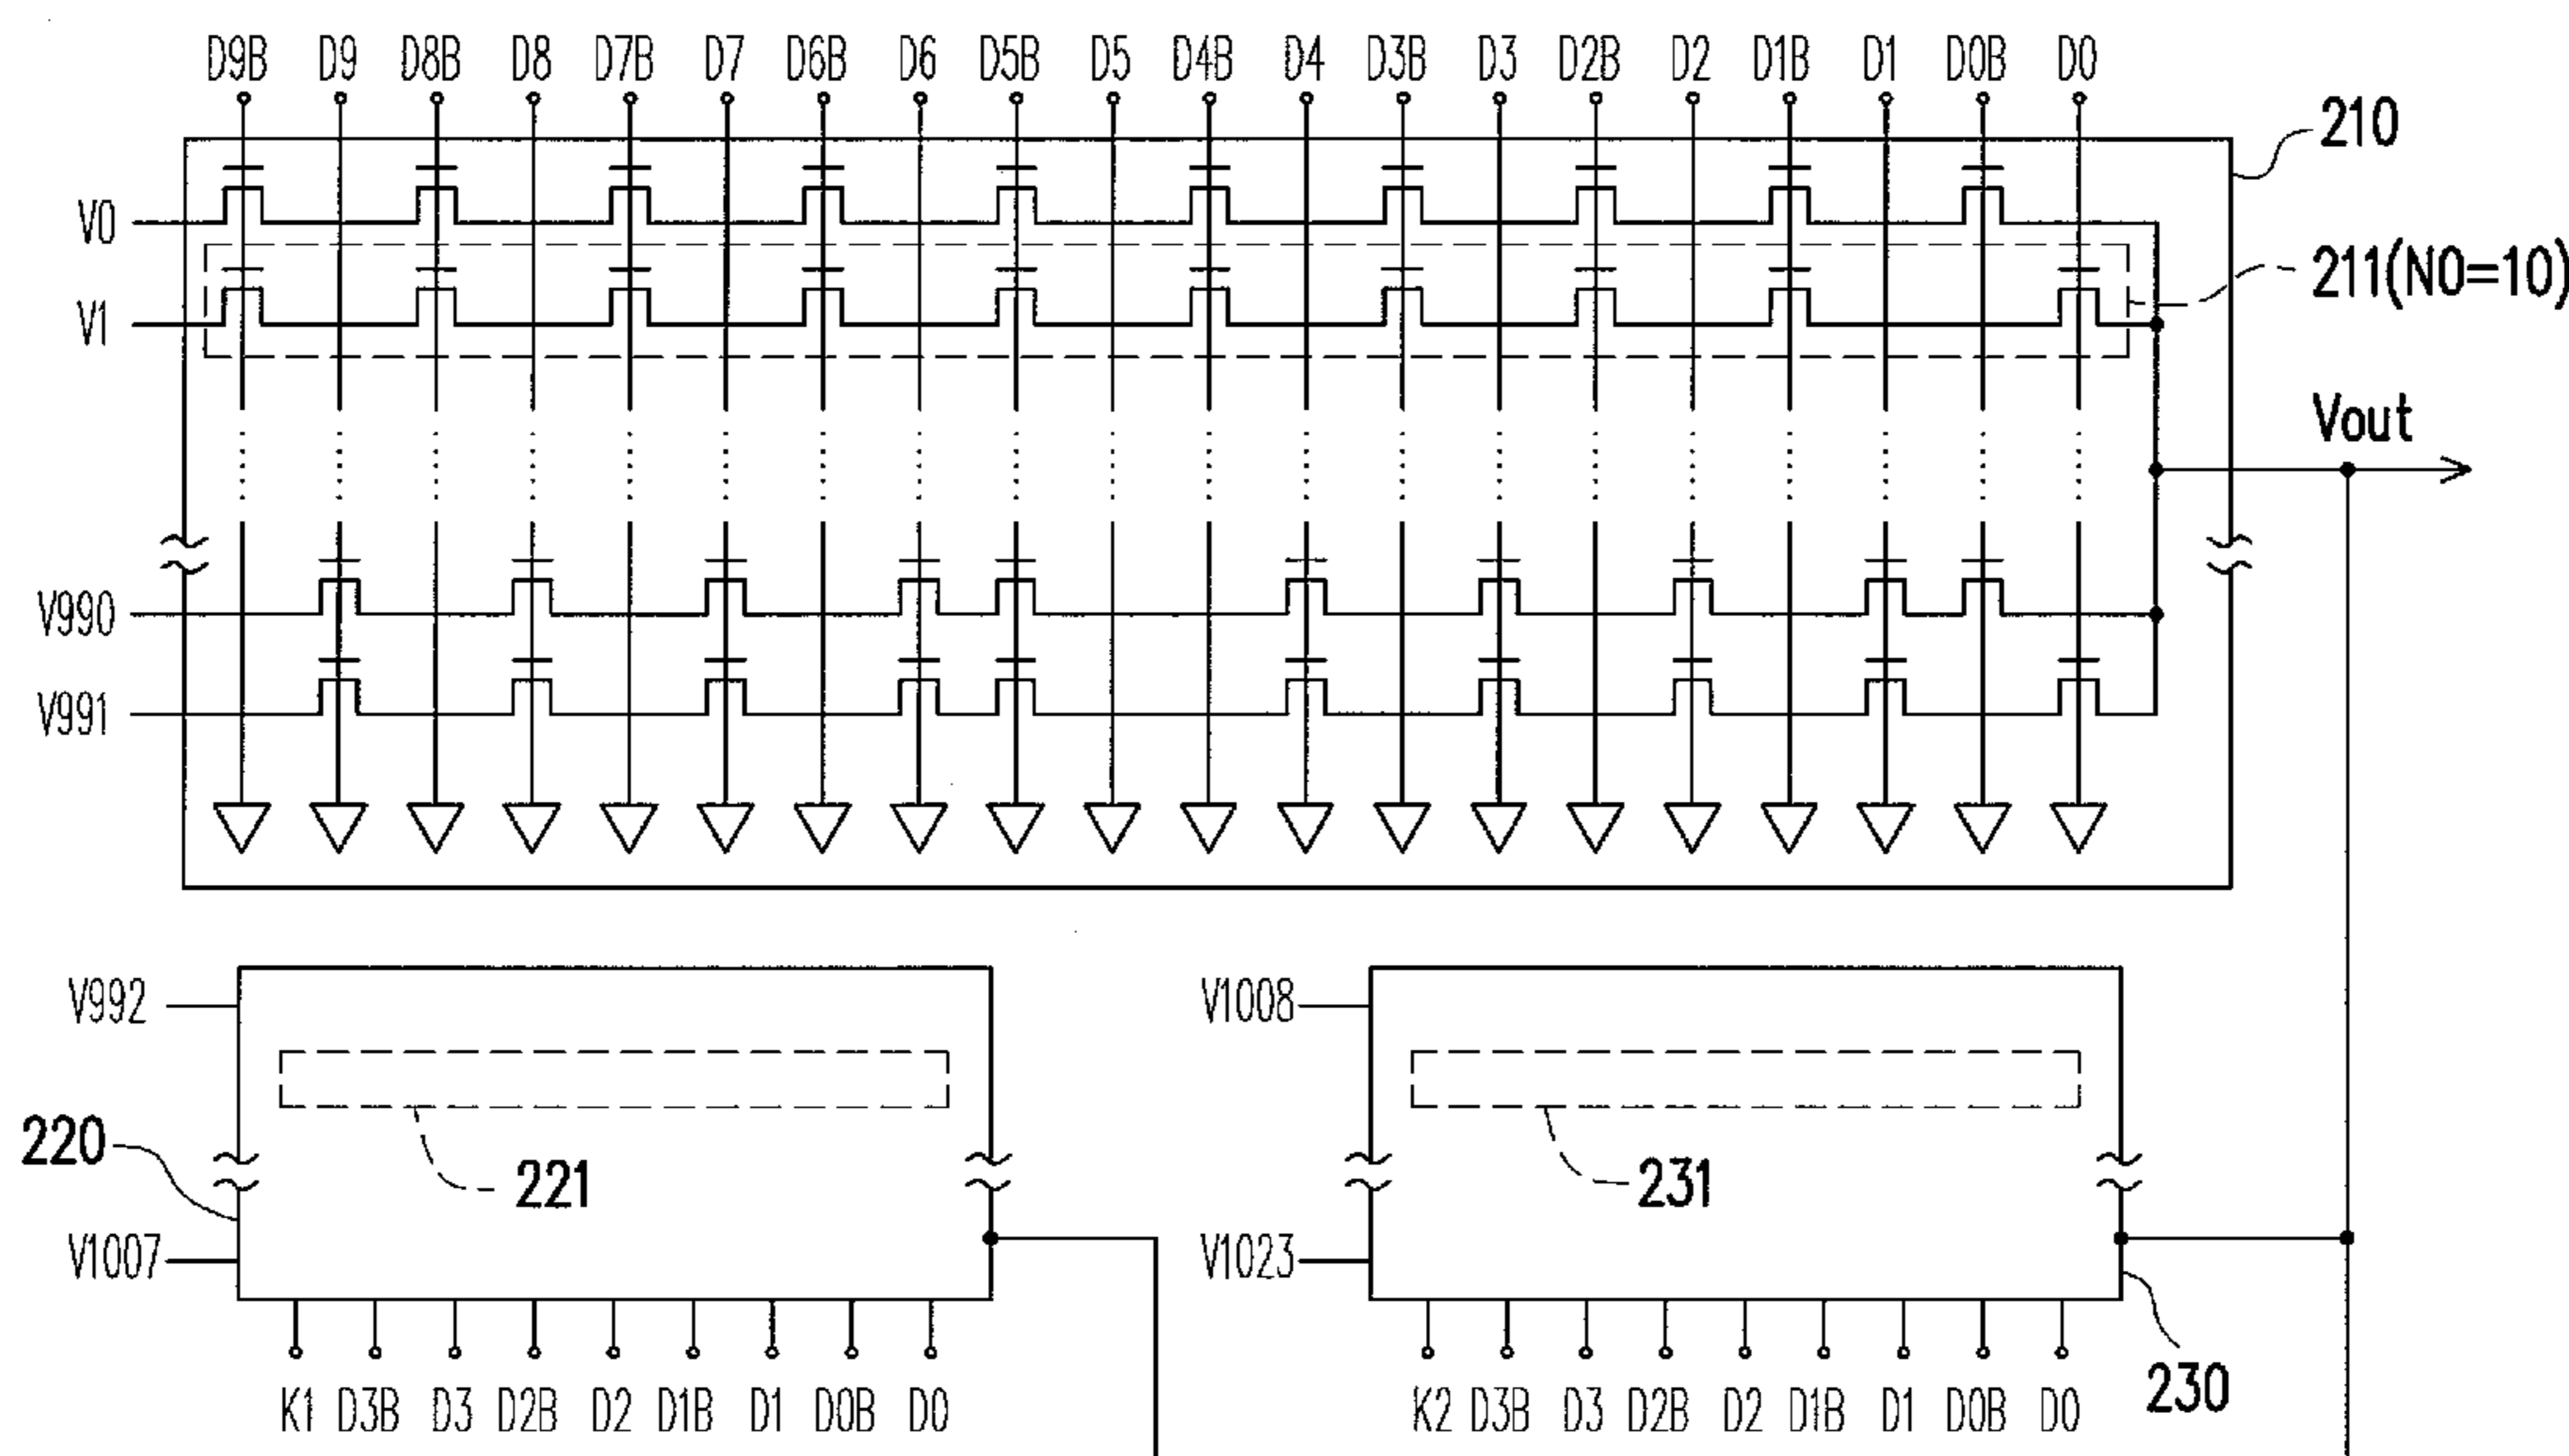 D9B D9 D8B D8 D7B D7 D6B D6 D5B D5 D4B D4 D3B D3 D2B D2 D1B D1 D0B D0
210
V0
211(N0=10)
V1
Vout
V990
V991
V992
V1008
220
221
231
V1007
V1023
K1 D3B D3 D2B D2 D1B D1 D0B D0
K2 D3B D3 D2B D2 D1B D1 D0B D0
230